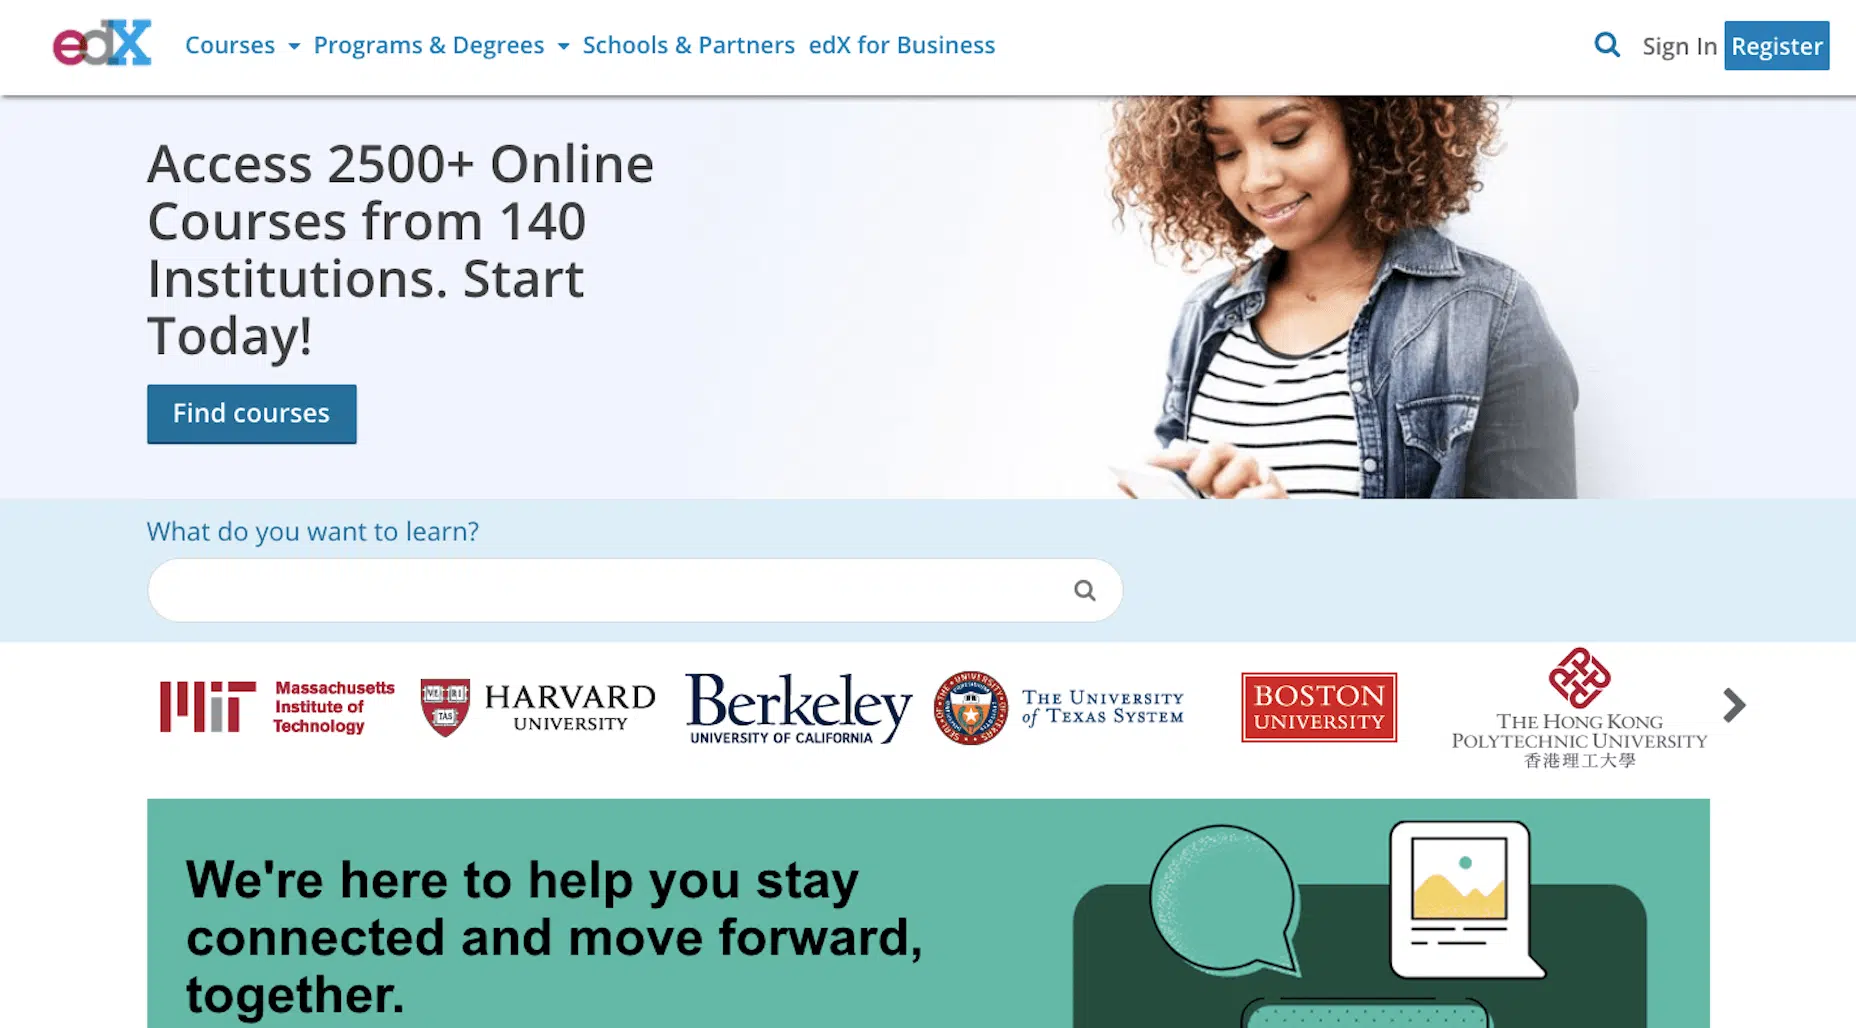 edX Courses Programs & Degrees Schools & Partners edX for Business Sign In Register
Access 2500+ Online
Courses from 140
Institutions. Start
Today!
Find courses
What do you want to learn?
Massachusetts
Institute of
Technology
VE RI
TAS
HARVARD
UNIVERSITY
Berkeley
UNIVERSITY OF CALIFORNIA
THE UNIVERSITY
of TEXAS SYSTEM
BOSTON
UNIVERSITY
THE HONG KONG
POLYTECHNIC UNIVERSITY
香港理工大學
We're here to help you stay
connected and move forward,
together.